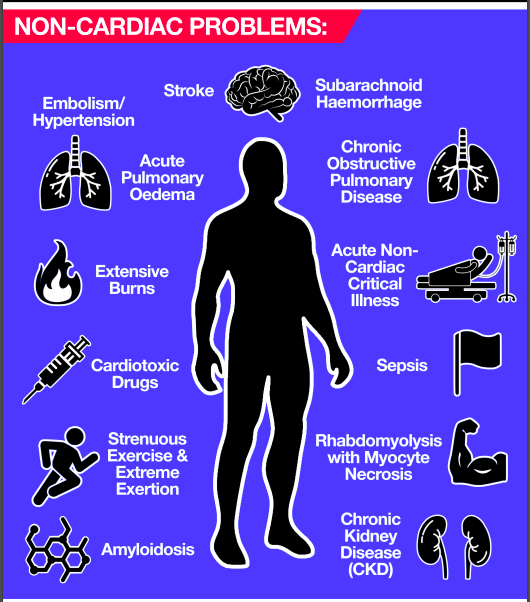 NON-CARDIAC PROBLEMS:
Stroke
Subarachnoid
Haemorrhage
Embolism/
Hypertension
Acute
Pulmonary
Oedema
Chronic
Obstructive
Pulmonary
Disease
Extensive
Burns
Acute Non-
Cardiac
Critical
Illness
Cardiotoxic
Drugs
Sepsis
Strenuous
Exercise &
Extreme
Exertion
Rhabdomyolysis
with Myocyte
Necrosis
Amyloidosis
Chronic
Kidney
Disease
(CKD)